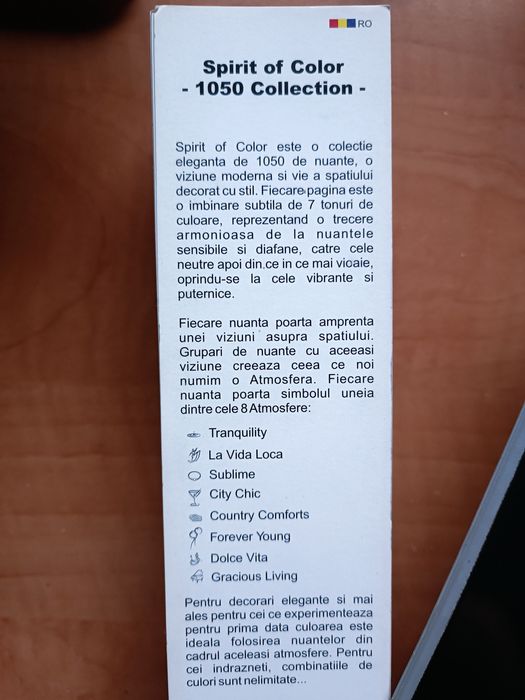 RO
Spirit of Color
- 1050 Collection -
Spirit of Color este o colectie
eleganta de 1050 de nuante, o
viziune moderna si vie a spatiului
decorat cu stil. Fiecare pagina este
o imbinare subtila de 7 tonuri de
culoare, reprezentand o trecere
armonioasa de la nuantele
sensibile si diafane, catre cele
neutre apoi din ce in ce mai vioaie,
oprindu-se la cele vibrante si
puternice.
Fiecare nuanta poarta amprenta
unei viziuni asupra spatiului.
Grupari de nuante cu aceeasi
viziune creeaza ceea ce noi
numim o Atmosfera. Fiecare
nuanta poarta simbolul uneia
dintre cele 8 Atmosfere:
Tranquility
La Vida Loca
Sublime
City Chic
Country Comforts
Forever Young
Dolce Vita
Gracious Living
Pentru decorari elegante si mai
ales pentru cei ce experimenteaza
pentru prima data culoarea este
ideala folosirea nuantelor din
cadrul aceleasi atmosfere. Pentru
cei indrazneti, combinatiile de
culori sunt nelimitate...